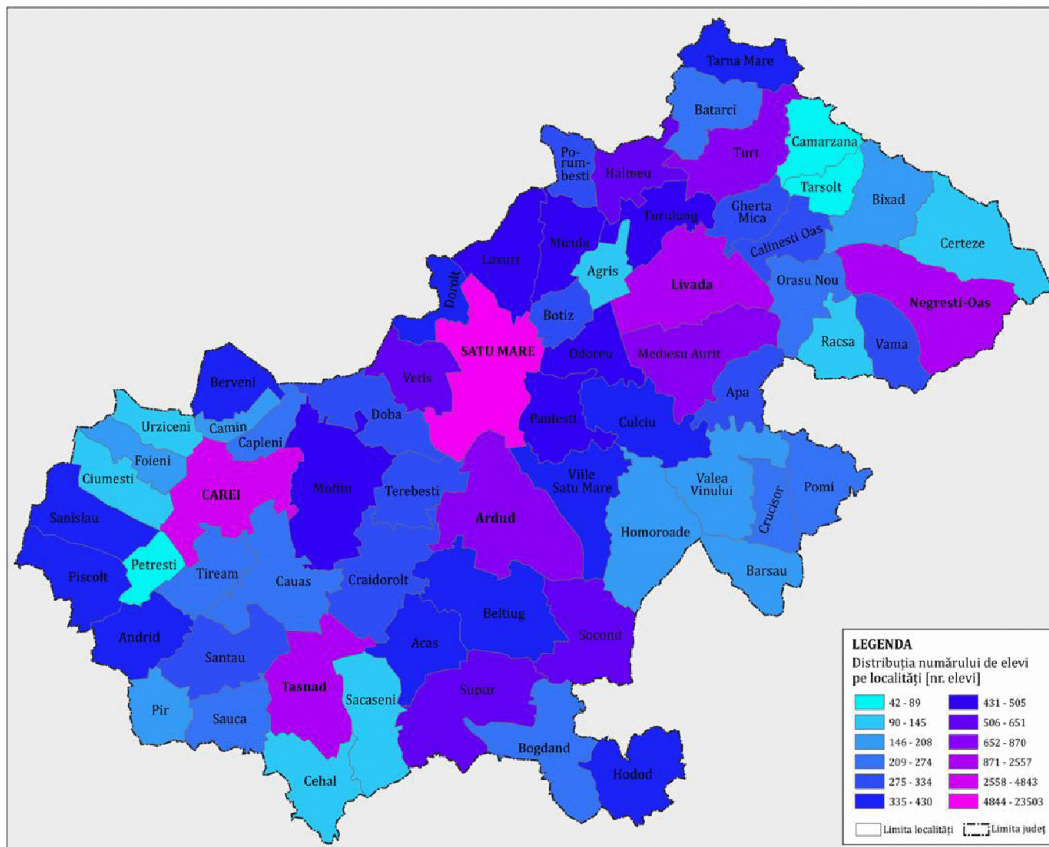 Tarna Mare
Batarci
Camarzana
Turt
Po-
rum-
besti
Halmeu
Tarsolt
Bixad
Gherta
Mica
Turulung
Certeze
Calinesti Oas
Micula
Lazuri
Agris
Dorolt
Livada
Orasu Nou
Negresti-Oas
Botiz
Racsa
Vama
SATU MARE
Odoreu
Mediesu Aurit
Vetis
Berveni
Apa
Doba
Paulesti
Culciu
Urziceni
Camin
Capleni
Foieni
Ciumesti
CAREI
Moftin
Terebesti
Viile
Satu Mare
Valea
Vinului
Crucisor
Pomi
Sanislau
Ardud
Homoroade
Petresti
Barsau
Piscolt
Tiream
Cauas
Craidorolt
Beltiug
Andrid
Acas
Socond
Santau
Tasnad
Sacaseni
Supur
Pir
Sauca
Bogdand
Cehal
Hodod
LEGENDA
Distribuția numărului de elevi
pe localități [nr. elevi]
42 - 89
90 - 145
146 - 208
209 - 274
275 - 334
335 - 430
431 - 505
506 - 651
652 - 870
871 - 2557
2558 - 4843
4844 - 23503
Limita localități
Limita județ